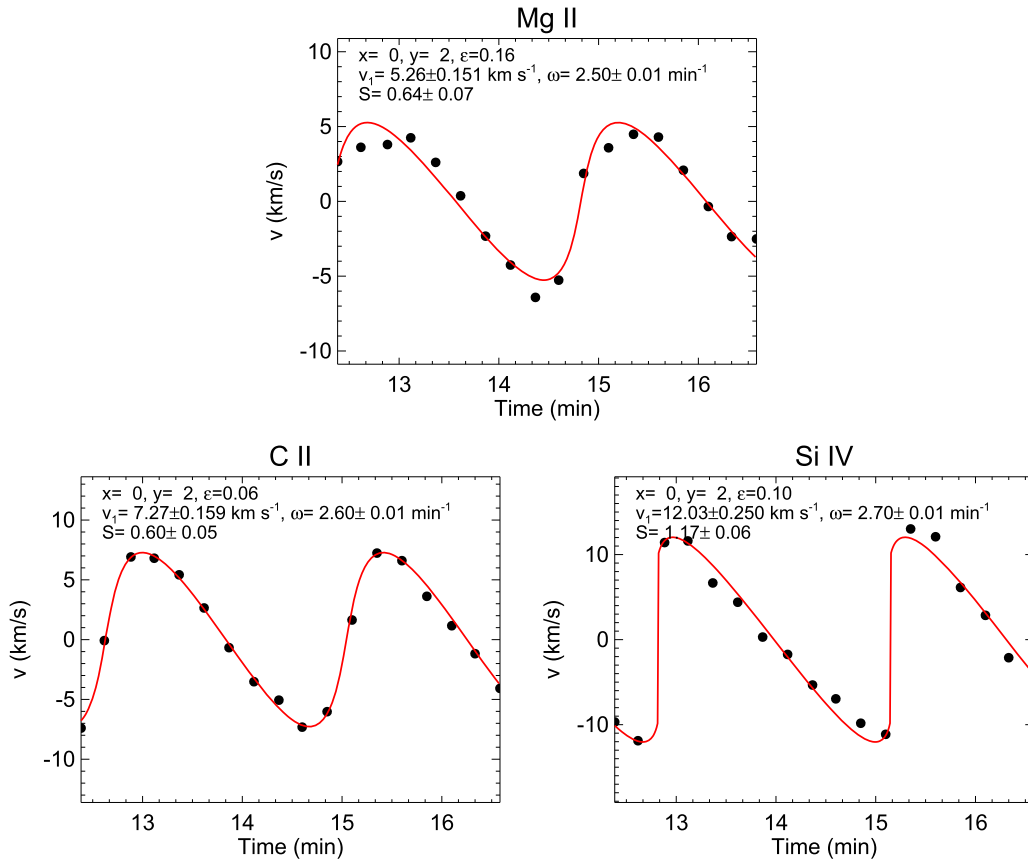 Mg II
x= 0, y= 2, ε=0.16
v₁= 5.26±0.151 km s⁻¹, ω= 2.50± 0.01 min⁻¹
S= 0.64± 0.07
10
5
0
-5
-10
v (km/s)
13 14 15 16
Time (min)
C II
x= 0, y= 2, ε=0.06
v₁= 7.27±0.159 km s⁻¹, ω= 2.60± 0.01 min⁻¹
S= 0.60± 0.05
10
5
0
-5
-10
v (km/s)
13 14 15 16
Time (min)
Si IV
x= 0, y= 2, ε=0.10
v₁=12.03±0.250 km s⁻¹, ω= 2.70± 0.01 min⁻¹
S= 1.17± 0.06
10
0
-10
v (km/s)
13 14 15 16
Time (min)